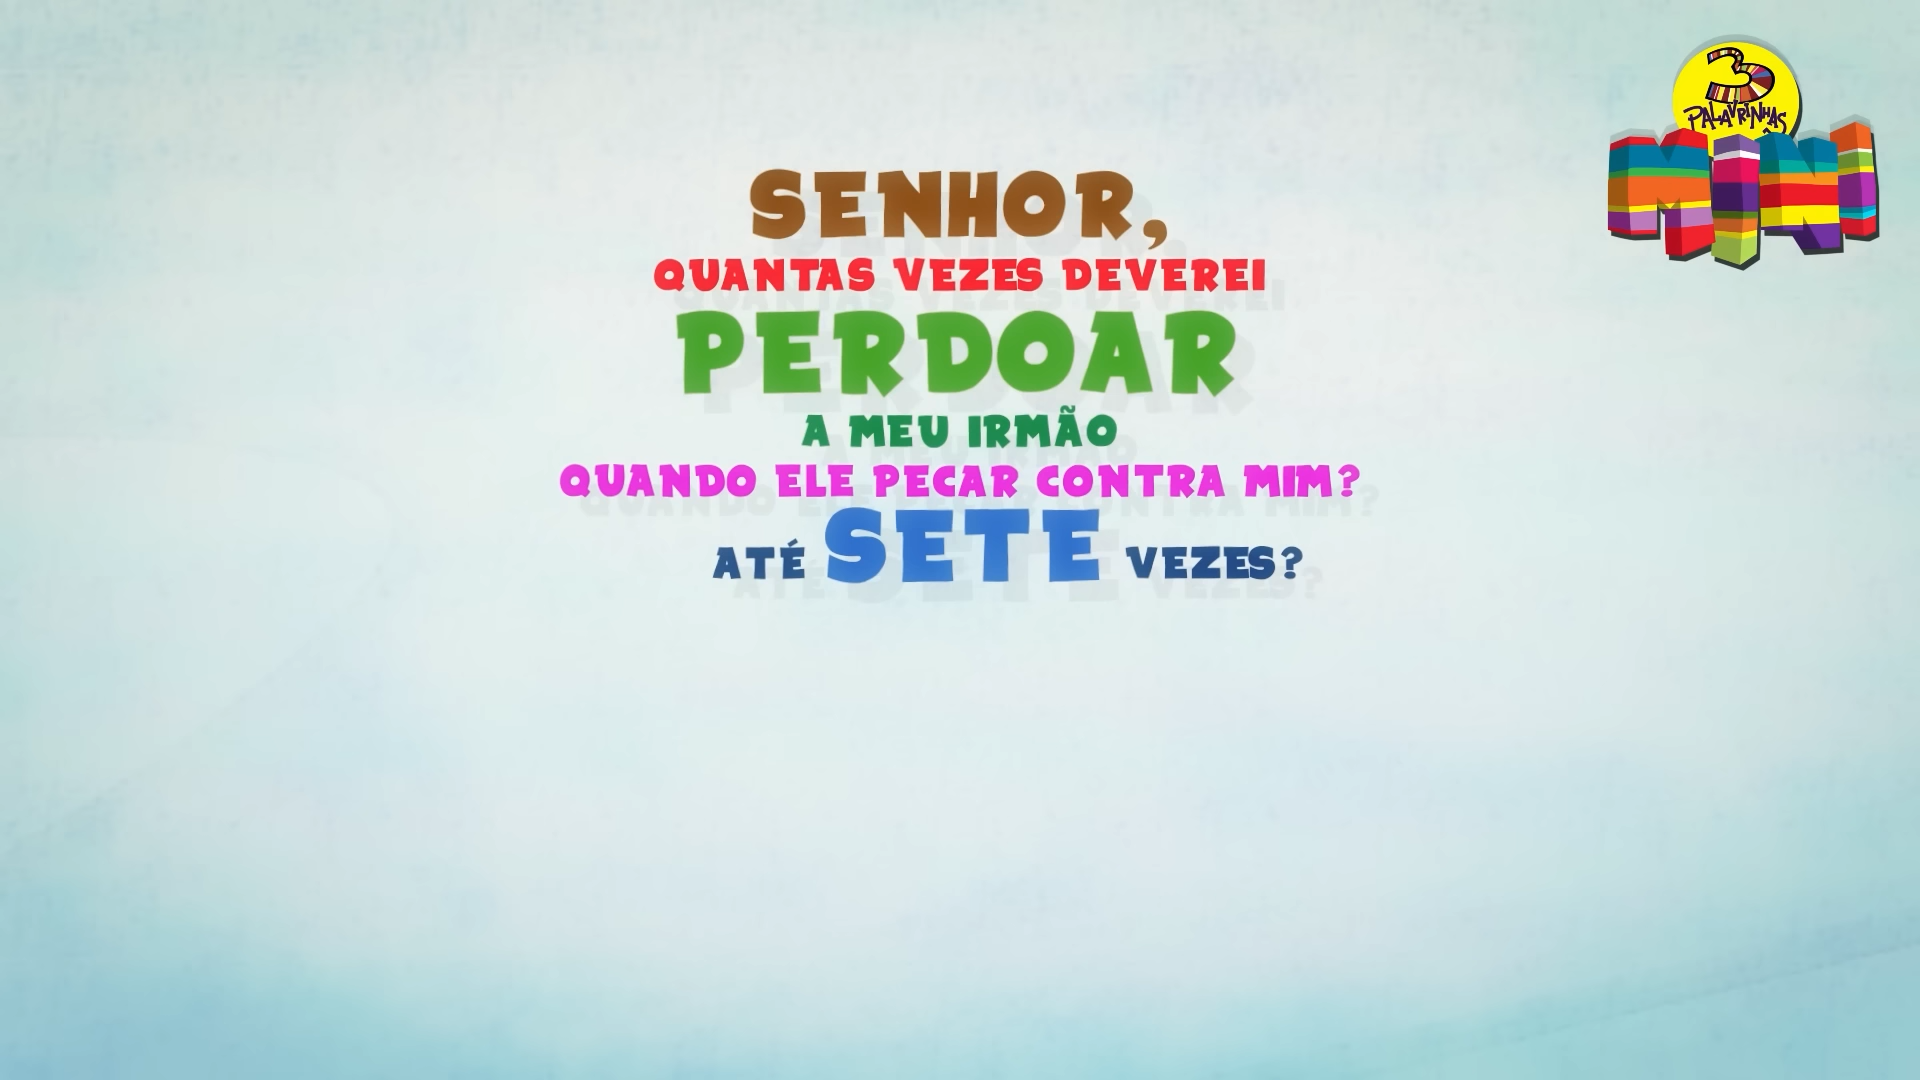 3
PALAVRINHAS
MINI
SENHOR,
QUANTAS VEZES DEVEREI
PERDOAR
A MEU IRMÃO
QUANDO ELE PECAR CONTRA MIM?
ATÉ SETE VEZES?